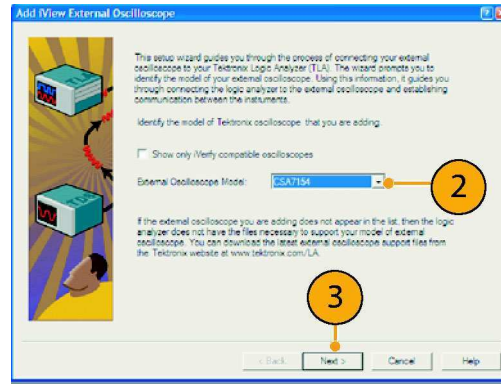 Add iView External Oscilloscope
This setup wizard guides you through the process of connecting your external
oscilloscope to your Tektronix Logic Analyzer (TLA). The wizard prompts you to
identify the model of your external oscilloscope. Using this information, it guides you
through connecting the logic analyzer to the external oscilloscope and establishing
communication between the instruments.
Identify the model of Tektronix oscilloscope that you are adding.
Show only iVerify compatible oscilloscopes
External Oscilloscope Model: CSA7154
2
If the external oscilloscope you are adding does not appear in the list, then the logic
analyzer does not have the files necessary to support your model of external
oscilloscope. You can download the latest external oscilloscope support files from
the Tektronix website at www.tektronix.com/LA.
3
< Back Next > Cancel Help